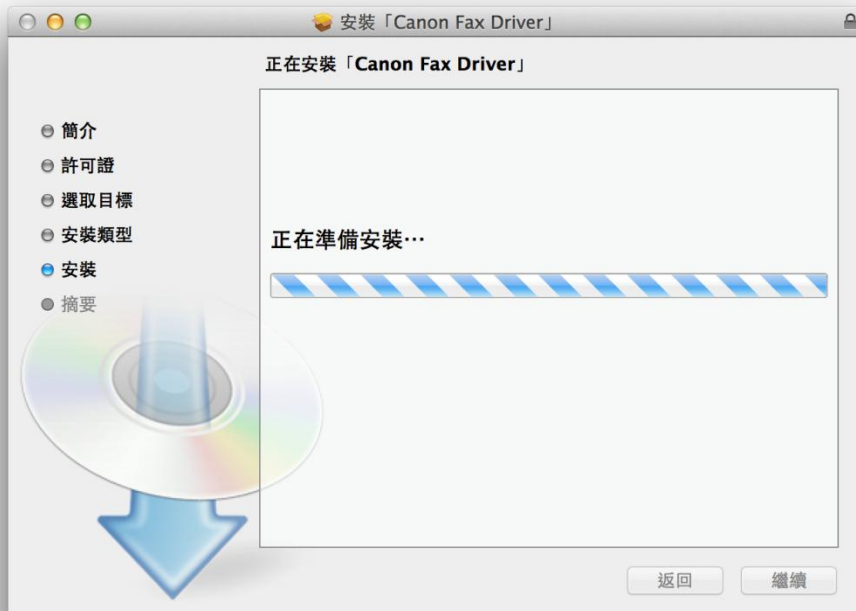 安裝「Canon Fax Driver」
正在安裝「Canon Fax Driver」
簡介
許可證
選取目標
安裝類型
安裝
摘要
正在準備安裝⋯
返回
繼續